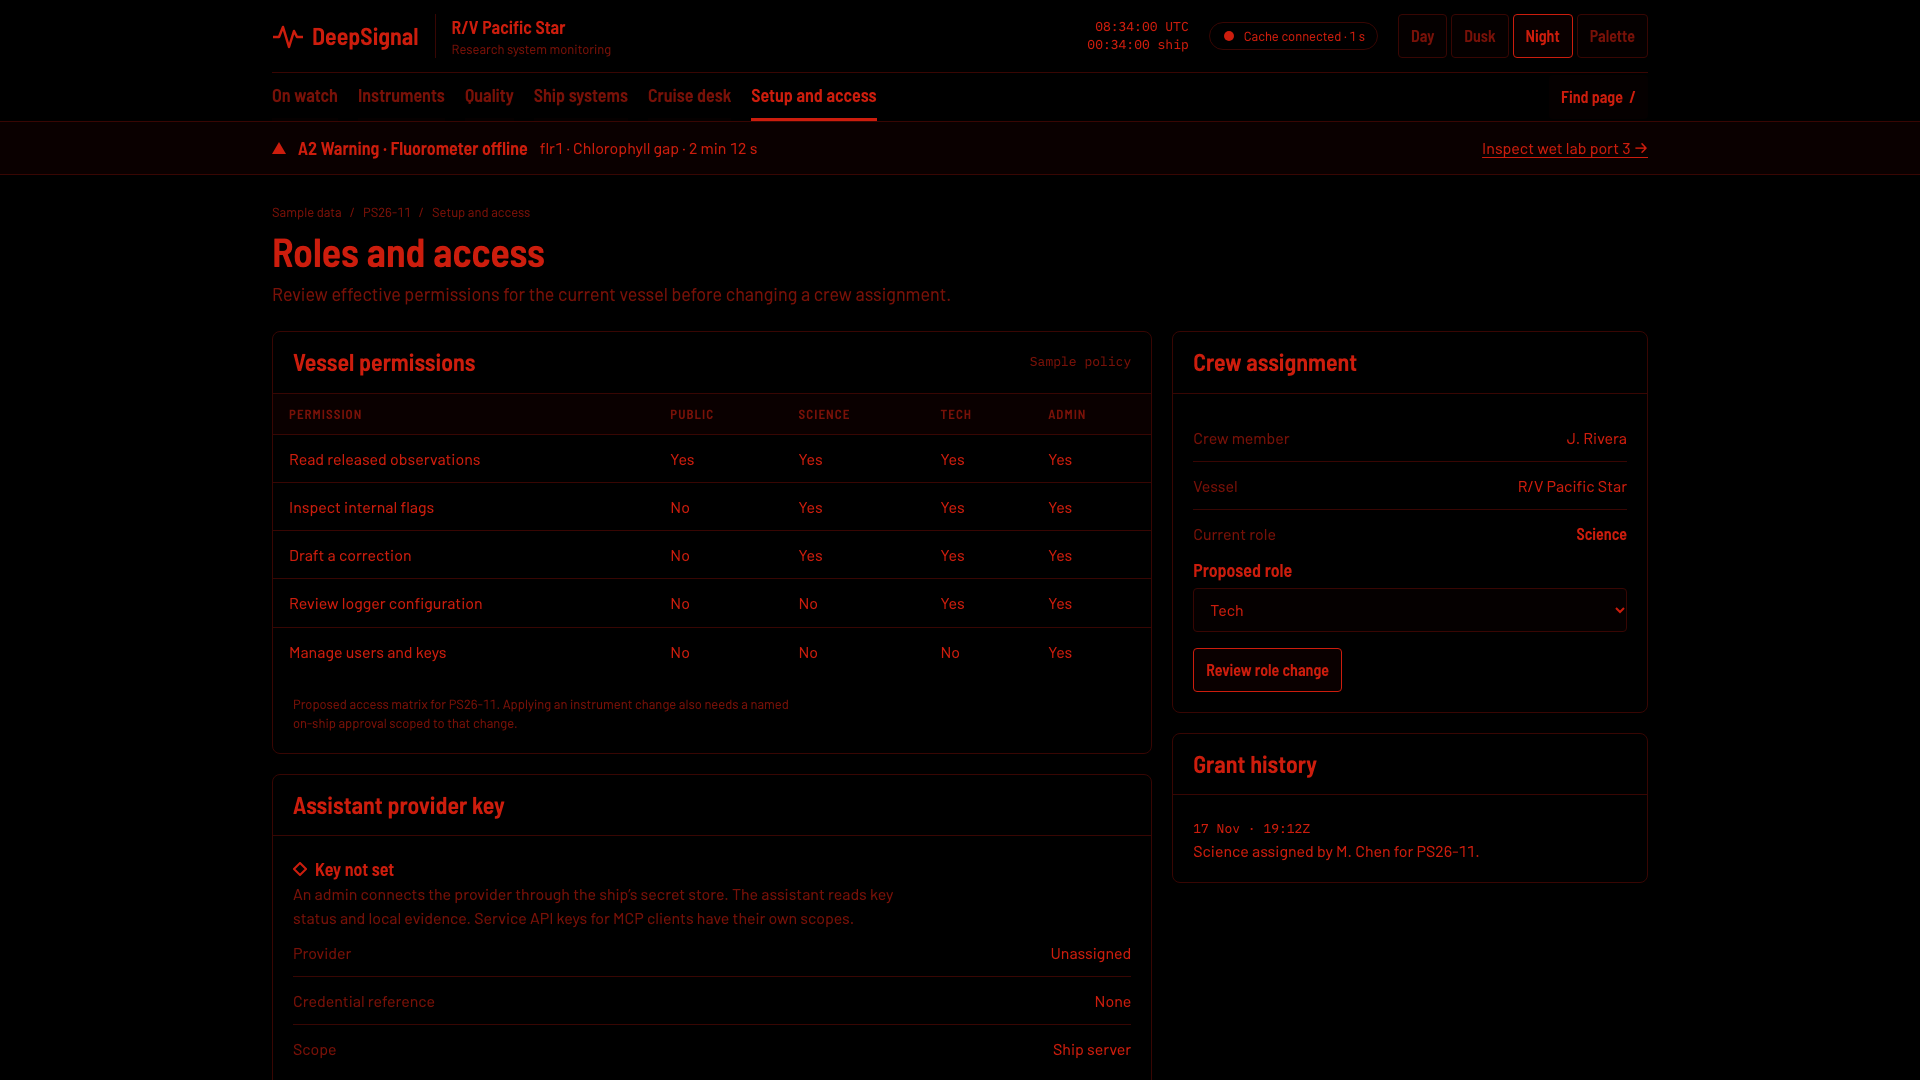 DeepSignal
R/V Pacific Star
Research system monitoring
08:34:00 UTC
00:34:00 ship
Cache connected · 1 s
Day
Dusk
Night
Palette
On watch
Instruments
Quality
Ship systems
Cruise desk
Setup and access
Find page /
A2 Warning · Fluorometer offline flr1 · Chlorophyll gap · 2 min 12 s
Inspect wet lab port 3 →
Sample data / PS26-11 / Setup and access
Roles and access
Review effective permissions for the current vessel before changing a crew assignment.
Vessel permissions
Sample policy
PERMISSION PUBLIC SCIENCE TECH ADMIN
Read released observations Yes Yes Yes Yes
Inspect internal flags No Yes Yes Yes
Draft a correction No Yes Yes Yes
Review logger configuration No No Yes Yes
Manage users and keys No No No Yes
Proposed access matrix for PS26-11. Applying an instrument change also needs a named
on-ship approval scoped to that change.
Assistant provider key
Key not set
An admin connects the provider through the ship's secret store. The assistant reads key
status and local evidence. Service API keys for MCP clients have their own scopes.
Provider Unassigned
Credential reference None
Scope Ship server
Crew assignment
Crew member J. Rivera
Vessel R/V Pacific Star
Current role Science
Proposed role
Tech
Review role change
Grant history
17 Nov · 19:12Z
Science assigned by M. Chen for PS26-11.